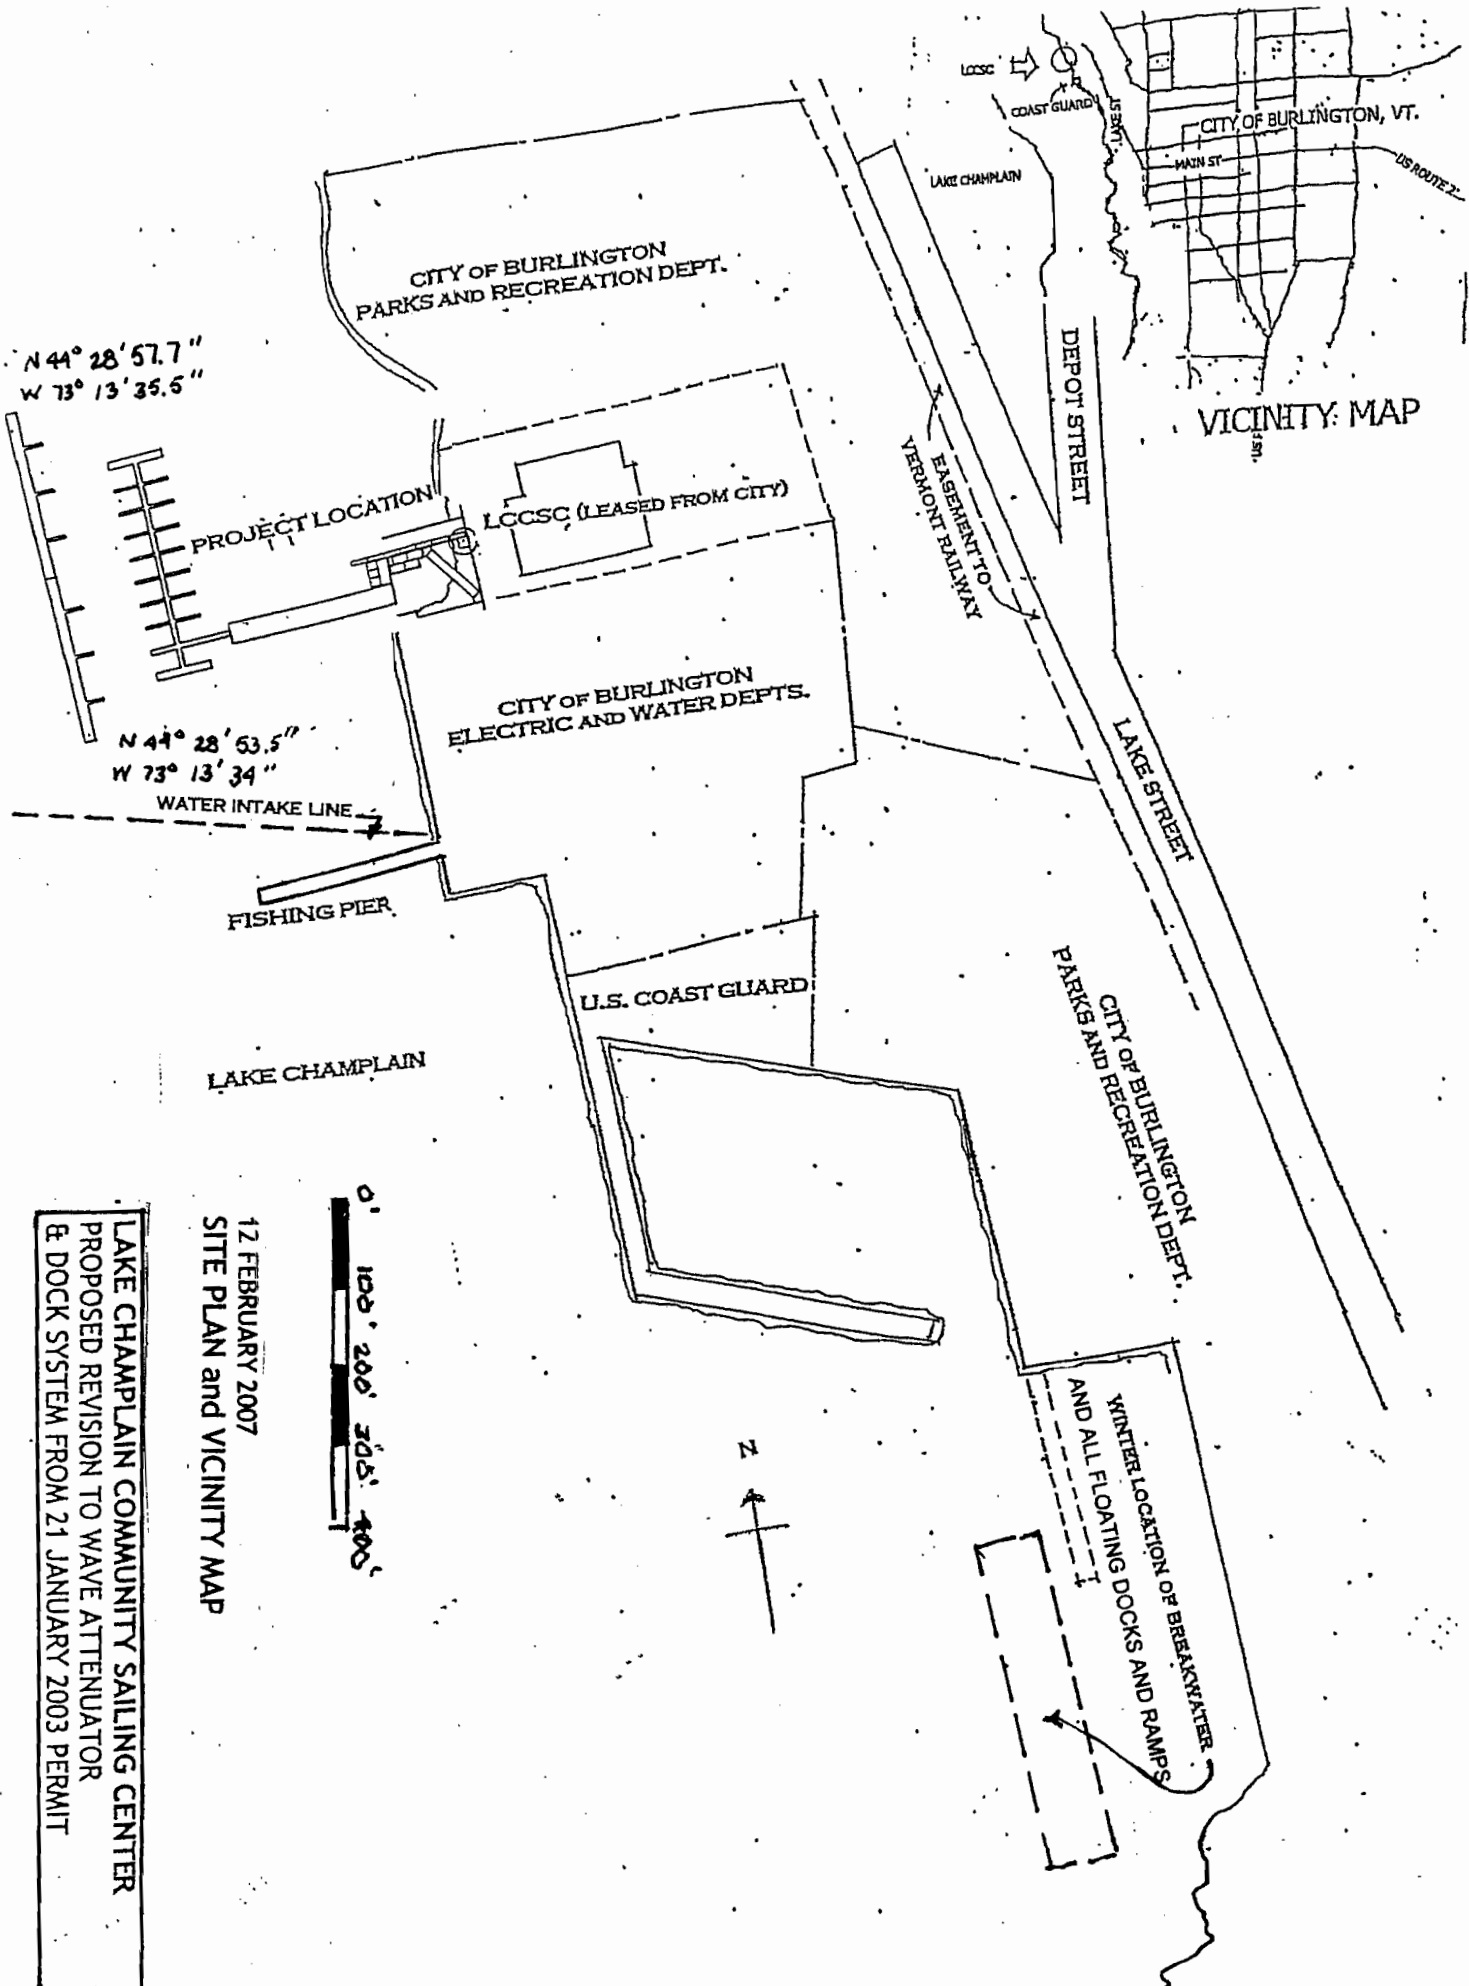 LCCSC
COAST GUARD
LAKE ST.
CITY OF BURLINGTON, VT.
MAIN ST
US ROUTE 2
LAKE CHAMPLAIN
VICINITY MAP
CITY OF BURLINGTON
PARKS AND RECREATION DEPT.
DEPOT STREET
N 44° 28' 57.7"
W 73° 13' 35.5"
EASEMENT TO
VERMONT RAILWAY
PROJECT LOCATION
LCCSC (LEASED FROM CITY)
CITY OF BURLINGTON
ELECTRIC AND WATER DEPTS.
N 44° 28' 53.5"
W 73° 13' 34"
WATER INTAKE LINE
LAKE STREET
FISHING PIER
U.S. COAST GUARD
CITY OF BURLINGTON
PARKS AND RECREATION DEPT.
LAKE CHAMPLAIN
0' 100' 200' 300' 400'
N
WINTER LOCATION OF BREAKWATER
AND ALL FLOATING DOCKS AND RAMPS
12 FEBRUARY 2007
SITE PLAN and VICINITY MAP
LAKE CHAMPLAIN COMMUNITY SAILING CENTER
PROPOSED REVISION TO WAVE ATTENUATOR
& DOCK SYSTEM FROM 21 JANUARY 2003 PERMIT